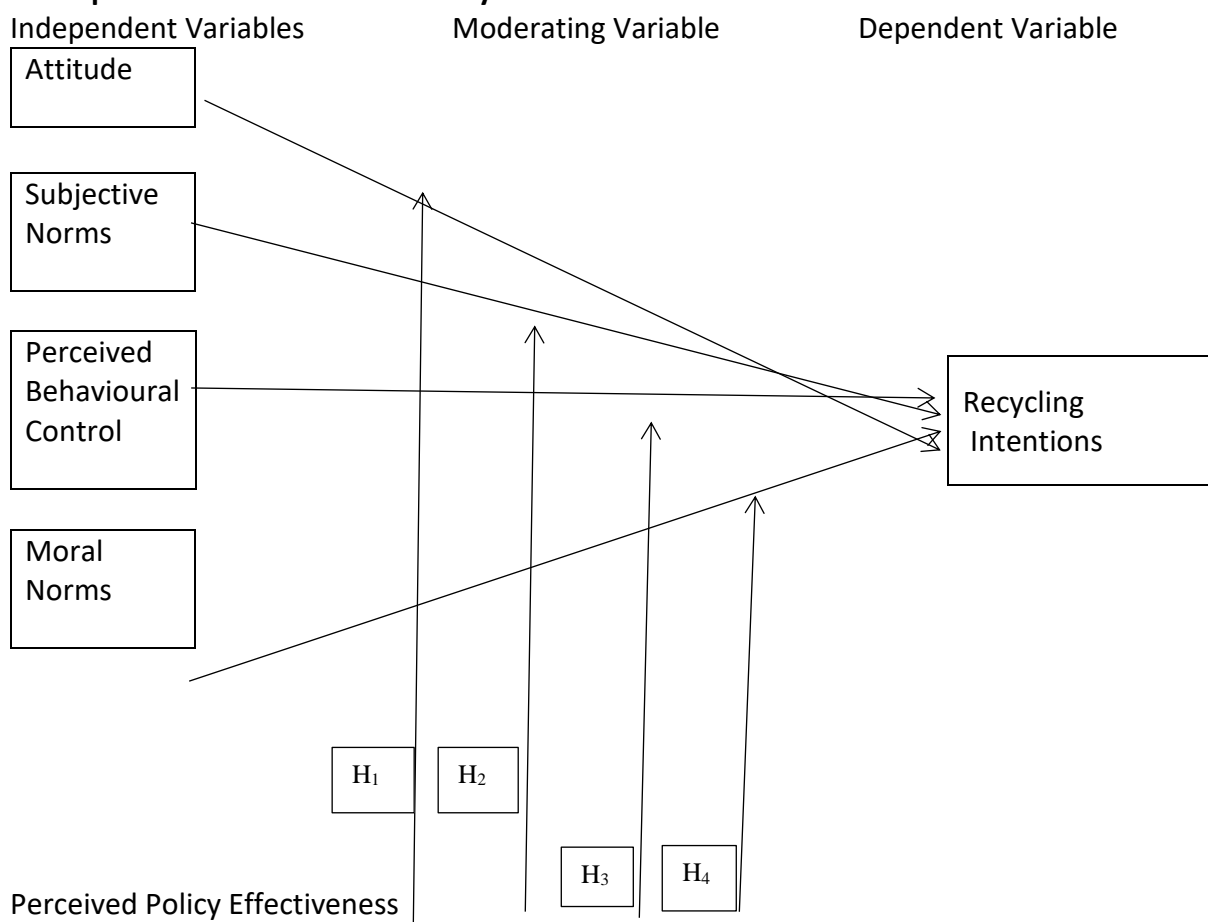 Independent Variables
Moderating Variable
Dependent Variable
Attitude
Subjective
Norms
Perceived
Behavioural
Control
Recycling
Intentions
Moral
Norms
H₁
H₂
H₃
H₄
Perceived Policy Effectiveness